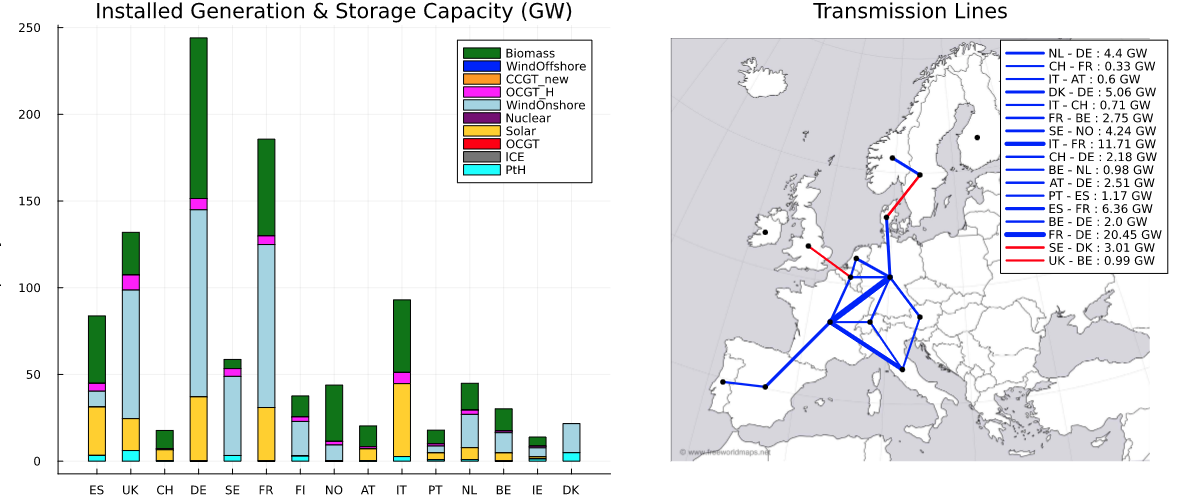 Installed Generation & Storage Capacity (GW)
250
200
150
100
50
0
ES UK CH DE SE FR FI NO AT IT PT NL BE IE DK
Biomass
WindOffshore
CCGT_new
OCGT_H
WindOnshore
Nuclear
Solar
OCGT
ICE
PtH
Transmission Lines
NL - DE : 4.4 GW
CH - FR : 0.33 GW
IT - AT : 0.6 GW
DK - DE : 5.06 GW
IT - CH : 0.71 GW
FR - BE : 2.75 GW
SE - NO : 4.24 GW
IT - FR : 11.71 GW
CH - DE : 2.18 GW
BE - NL : 0.98 GW
AT - DE : 2.51 GW
PT - ES : 1.17 GW
ES - FR : 6.36 GW
BE - DE : 2.0 GW
FR - DE : 20.45 GW
SE - DK : 3.01 GW
UK - BE : 0.99 GW
© www.freeworldmaps.net